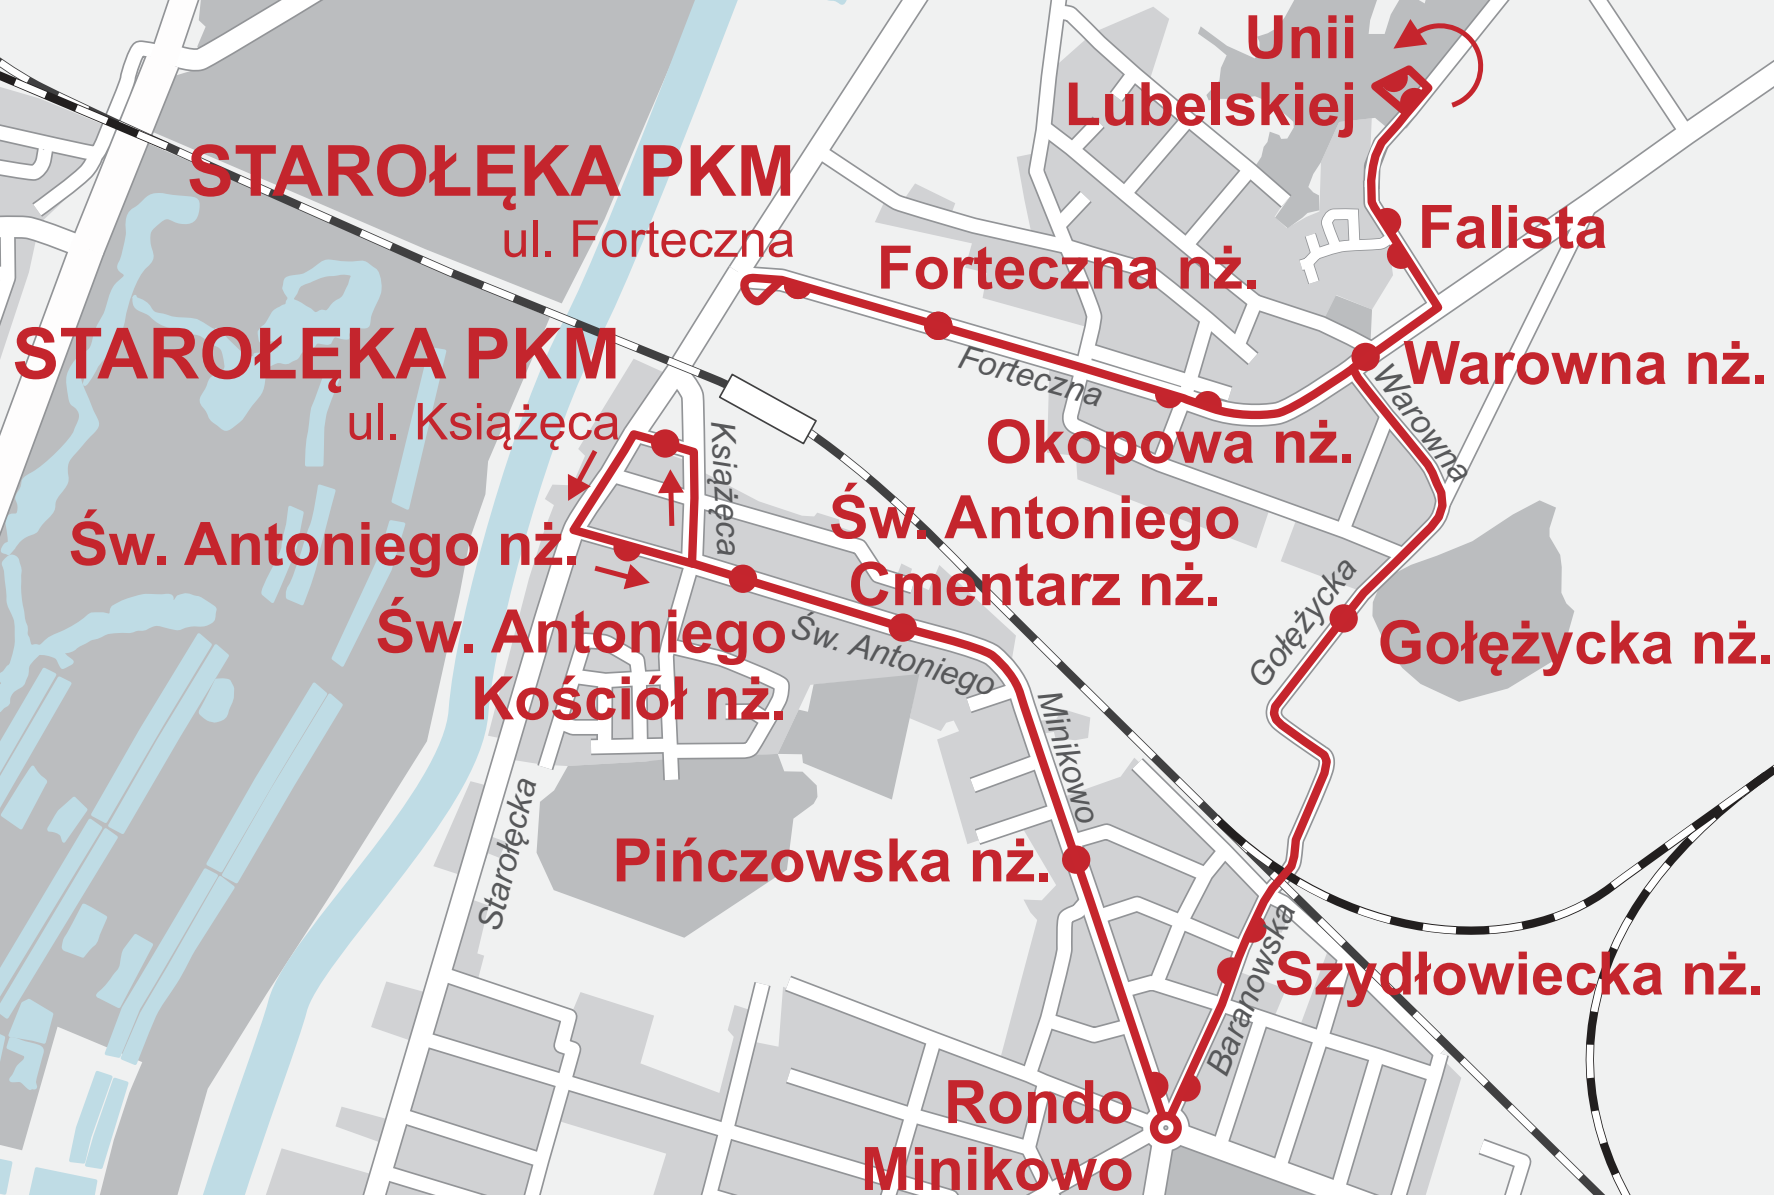 Unii
Lubelskiej
STAROŁĘKA PKM
ul. Forteczna
Falista
Forteczna nż.
STAROŁĘKA PKM
ul. Książęca
Forteczna
Warowna nż.
Warowna
Okopowa nż.
Książęca
Św. Antoniego nż.
Św. Antoniego
Cmentarz nż.
Gołężycka
Św. Antoniego
Kościół nż.
Św. Antoniego
Gołężycka nż.
Minikowo
Starołęcka
Pińczowska nż.
Baranowska
Szydłowiecka nż.
Rondo
Minikowo